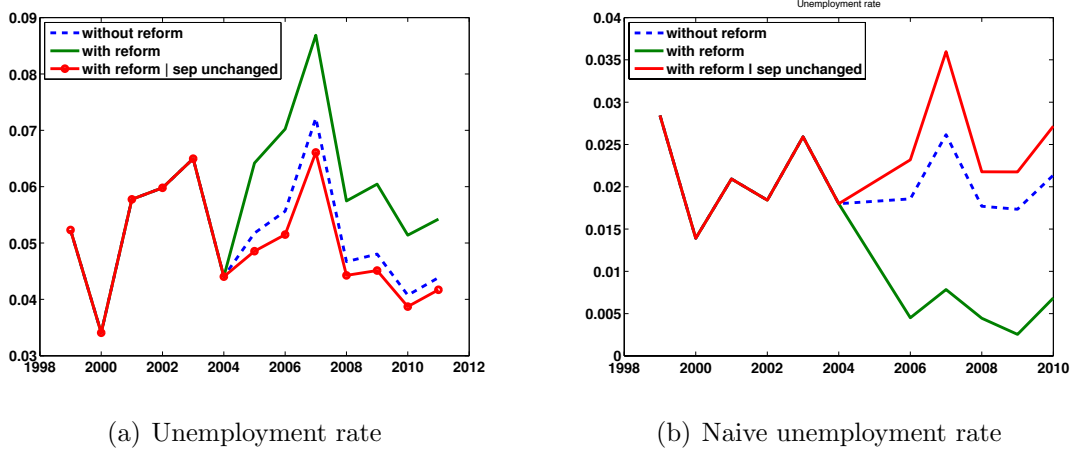 0.09
0.08
0.07
0.06
0.05
0.04
0.03
1998 2000 2002 2004 2006 2008 2010 2012
without reform
with reform
with reform | sep unchanged
(a) Unemployment rate
Unemployment rate
0.04
0.035
0.03
0.025
0.02
0.015
0.01
0.005
0
1998 2000 2002 2004 2006 2008 2010
without reform
with reform
with reform I sep unchanged
(b) Naive unemployment rate